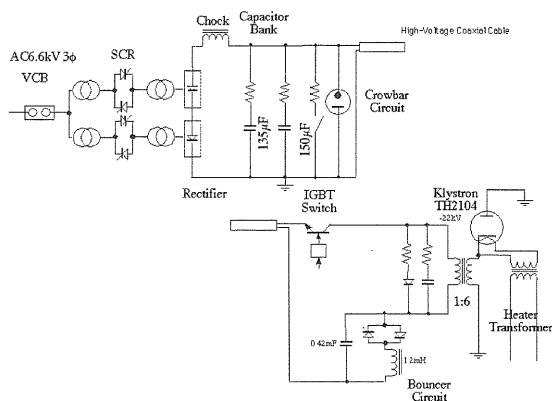 Chock
Capacitor
Bank
High-Voltage Coaxial Cable
AC6.6kV 3ϕ
VCB
SCR
Crowbar
Circuit
135μF
150μF
Rectifier
IGBT
Switch
Klystron
TH2104
-22kV
1:6
Heater
Transformer
0.42mF
1.2mH
Bouncer
Circuit